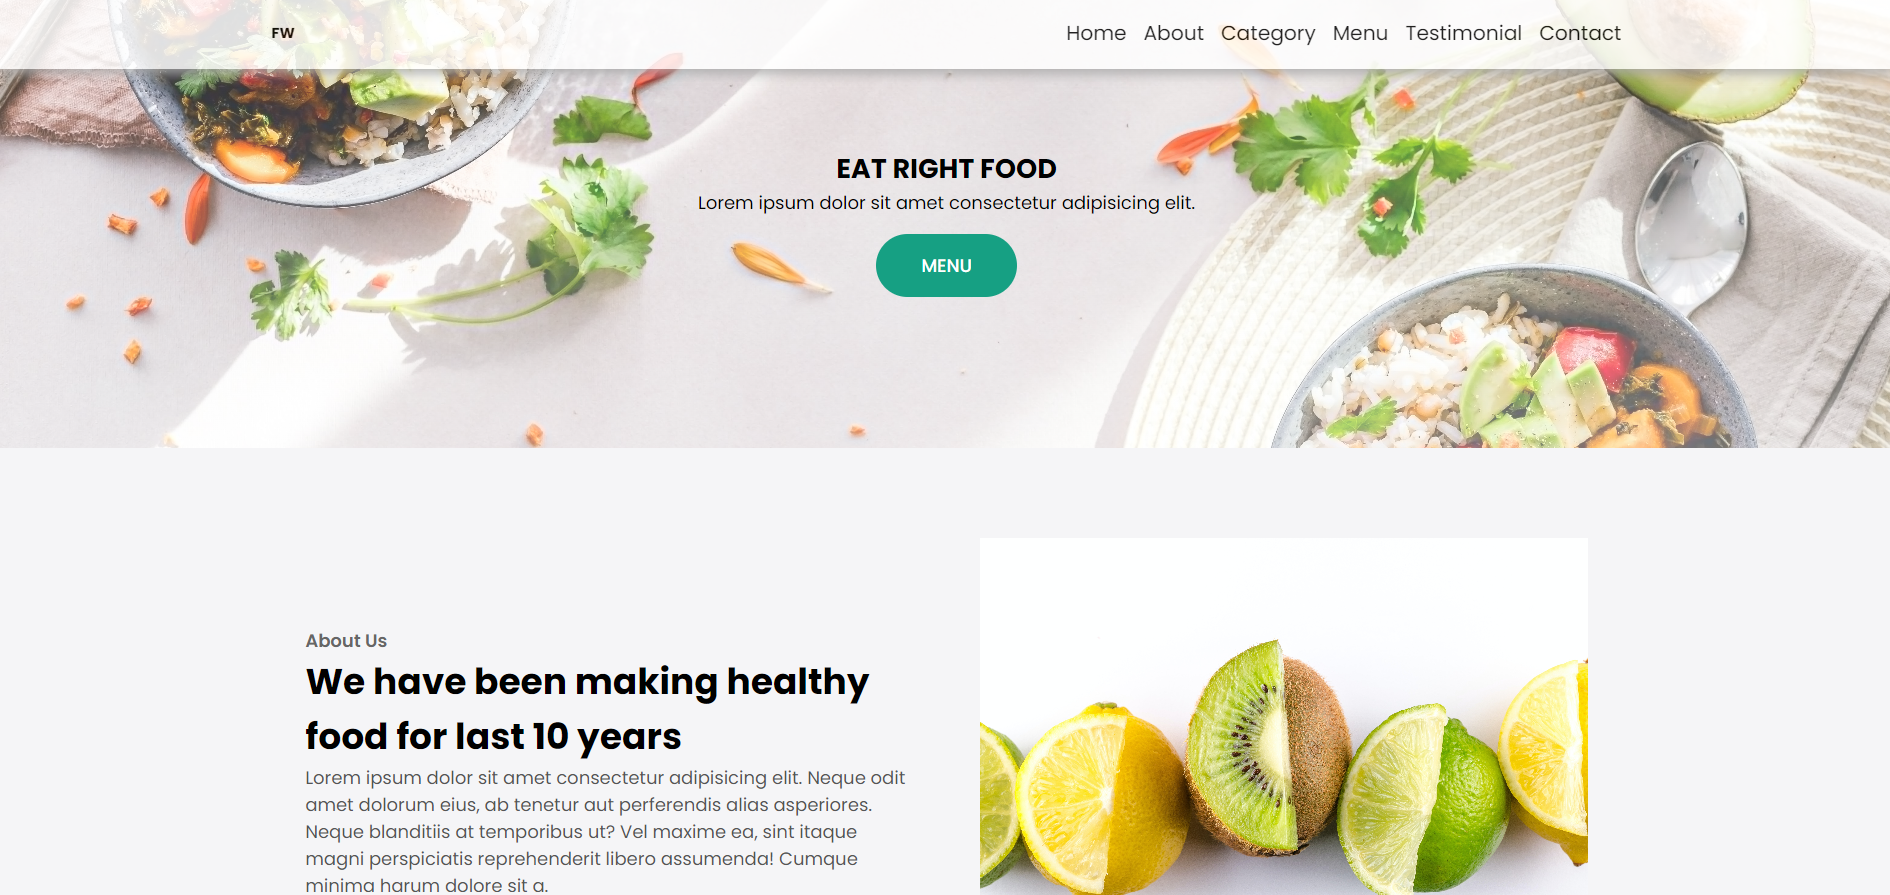 FW
Home About Category Menu Testimonial Contact
EAT RIGHT FOOD
Lorem ipsum dolor sit amet consectetur adipisicing elit.
MENU
About Us
We have been making healthy
food for last 10 years
Lorem ipsum dolor sit amet consectetur adipisicing elit. Neque odit
amet dolorum eius, ab tenetur aut perferendis alias asperiores.
Neque blanditiis at temporibus ut? Vel maxime ea, sint itaque
magni perspiciatis reprehenderit libero assumenda! Cumque
minima harum dolore sit a.